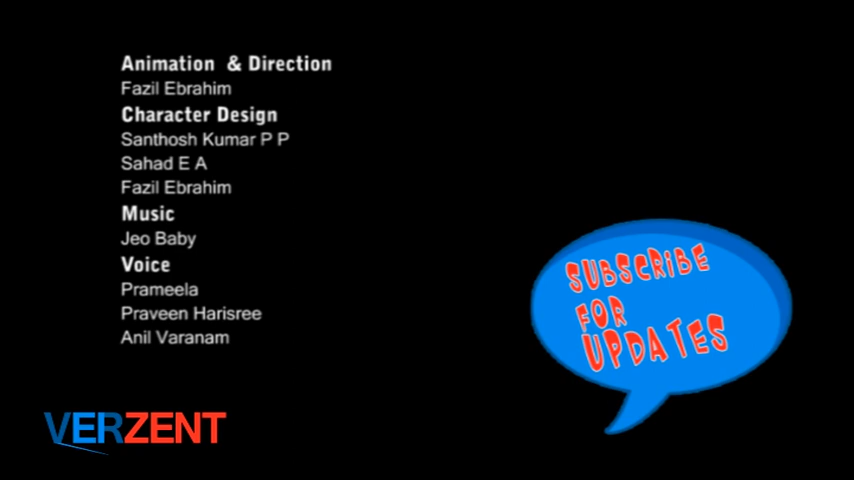 Animation & Direction
Fazil Ebrahim
Character Design
Santhosh Kumar P P
Sahad E A
Fazil Ebrahim
Music
Jeo Baby
Voice
Prameela
Praveen Harisree
Anil Varanam
SUBSCRiBE
FOR
UPDATES
VERZENT